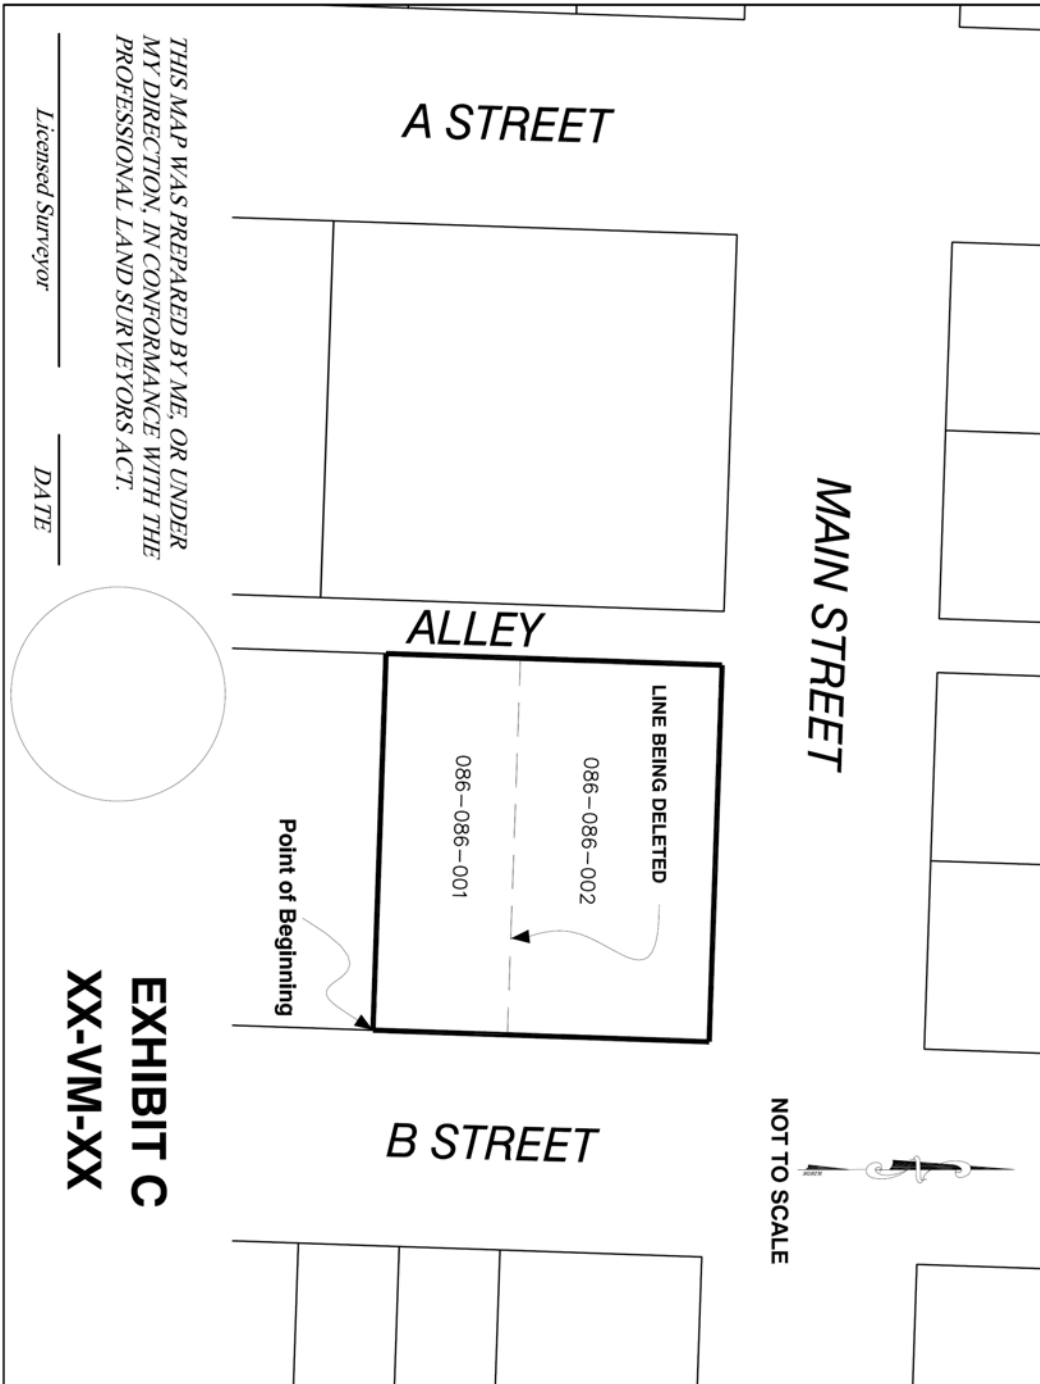 A STREET
MAIN STREET
ALLEY
LINE BEING DELETED
086-086-002
086-086-001
Point of Beginning
B STREET
NOT TO SCALE
THIS MAP WAS PREPARED BY ME, OR UNDER
MY DIRECTION, IN CONFORMANCE WITH THE
PROFESSIONAL LAND SURVEYORS ACT.
Licensed Surveyor
DATE
EXHIBIT C
XX-VM-XX